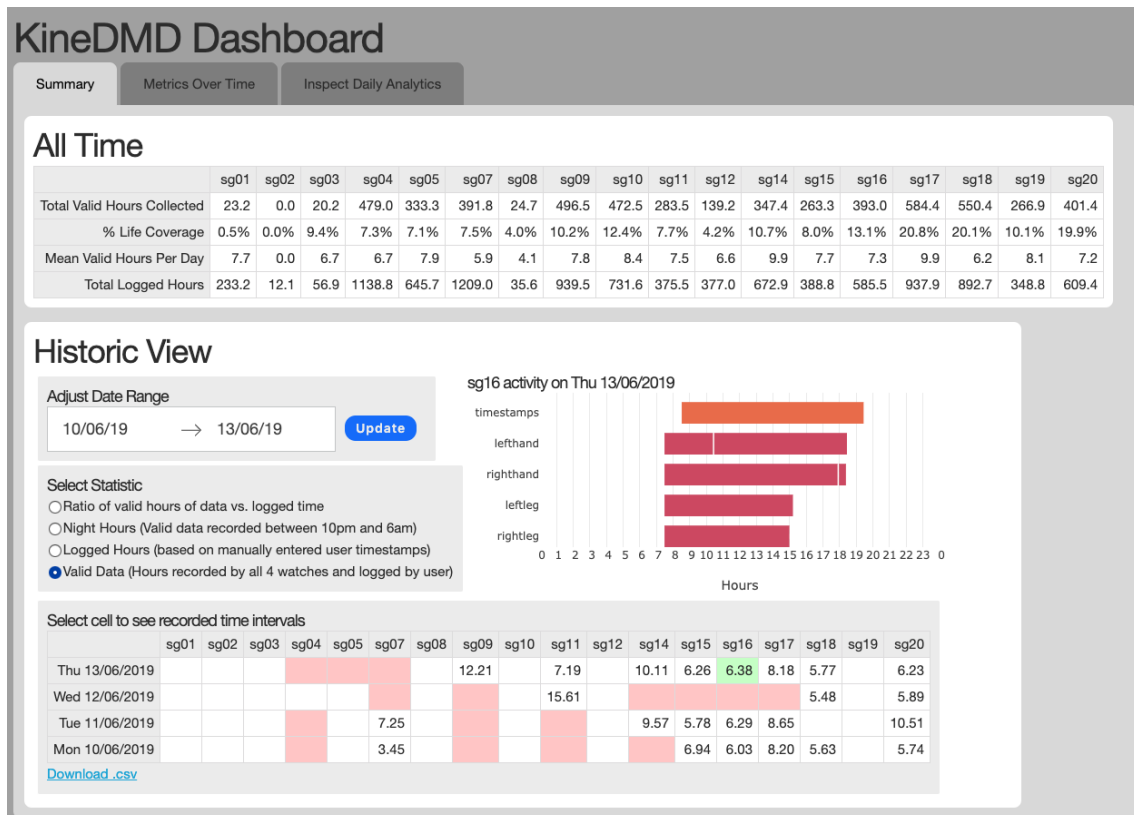 KineDMD Dashboard
Summary Metrics Over Time Inspect Daily Analytics
All Time
sg01 sg02 sg03 sg04 sg05 sg07 sg08 sg09 sg10 sg11 sg12 sg14 sg15 sg16 sg17 sg18 sg19 sg20
Total Valid Hours Collected 23.2 0.0 20.2 479.0 333.3 391.8 24.7 496.5 472.5 283.5 139.2 347.4 263.3 393.0 584.4 550.4 266.9 401.4
% Life Coverage 0.5% 0.0% 9.4% 7.3% 7.1% 7.5% 4.0% 10.2% 12.4% 7.7% 4.2% 10.7% 8.0% 13.1% 20.8% 20.1% 10.1% 19.9%
Mean Valid Hours Per Day 7.7 0.0 6.7 6.7 7.9 5.9 4.1 7.8 8.4 7.5 6.6 9.9 7.7 7.3 9.9 6.2 8.1 7.2
Total Logged Hours 233.2 12.1 56.9 1138.8 645.7 1209.0 35.6 939.5 731.6 375.5 377.0 672.9 388.8 585.5 937.9 892.7 348.8 609.4
Historic View
Adjust Date Range
10/06/19 → 13/06/19 Update
Select Statistic
Ratio of valid hours of data vs. logged time
Night Hours (Valid data recorded between 10pm and 6am)
Logged Hours (based on manually entered user timestamps)
Valid Data (Hours recorded by all 4 watches and logged by user)
sg16 activity on Thu 13/06/2019
timestamps
lefthand
righthand
leftleg
rightleg
0 1 2 3 4 5 6 7 8 9 10 11 12 13 14 15 16 17 18 19 20 21 22 23 0
Hours
Select cell to see recorded time intervals
sg01 sg02 sg03 sg04 sg05 sg07 sg08 sg09 sg10 sg11 sg12 sg14 sg15 sg16 sg17 sg18 sg19 sg20
Thu 13/06/2019 12.21 7.19 10.11 6.26 6.38 8.18 5.77 6.23
Wed 12/06/2019 15.61 5.48 5.89
Tue 11/06/2019 7.25 9.57 5.78 6.29 8.65 10.51
Mon 10/06/2019 3.45 6.94 6.03 8.20 5.63 5.74
Download .csv